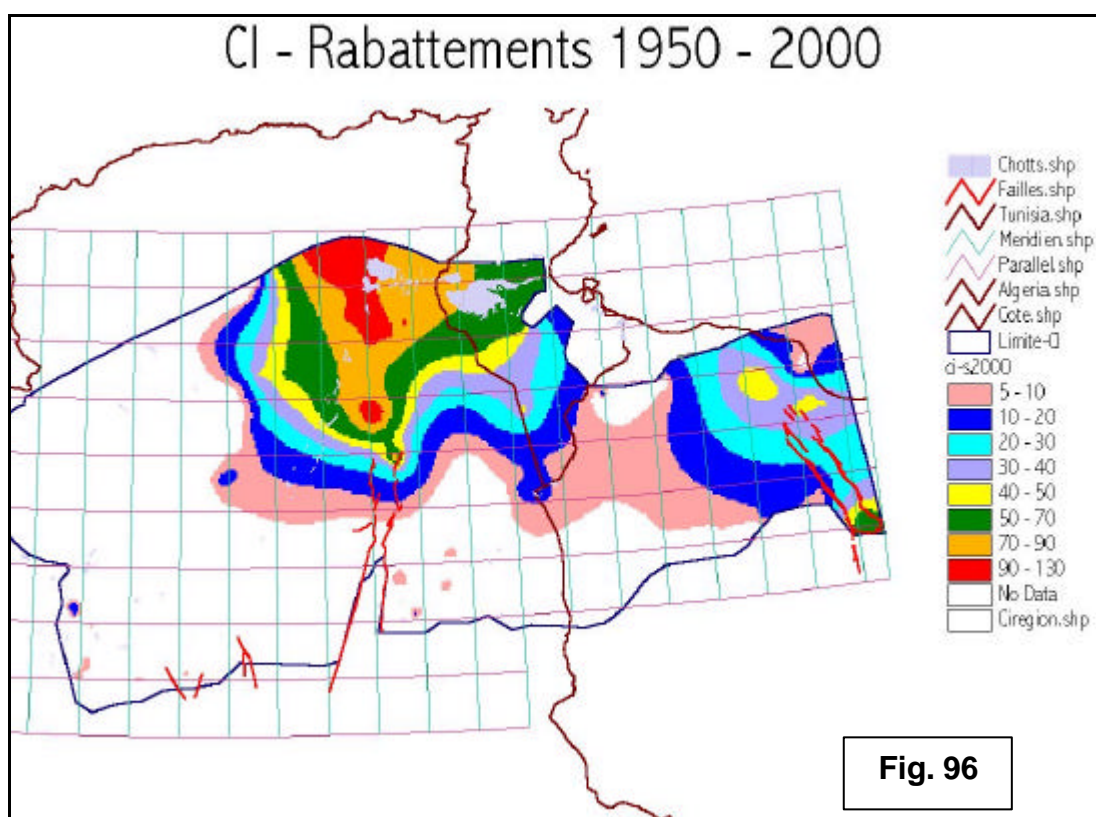 CI - Rabattements 1950 - 2000
Chotts.shp
Failles.shp
Tunisia.shp
Meridien.shp
Parallel.shp
Algeria.shp
Cote.shp
Limite-CI
ci-s2000
5 - 10
10 - 20
20 - 30
30 - 40
40 - 50
50 - 70
70 - 90
90 - 130
No Data
Ciregion.shp
Fig. 96